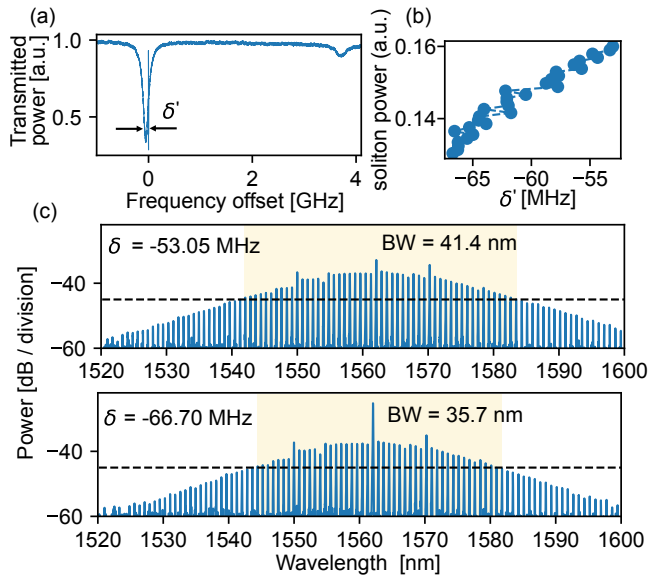 (a)
Transmitted
power [a.u.]
1.0
0.5
δ'
0
2
4
Frequency offset [GHz]
(b)
soliton power (a.u.)
0.16
0.14
−65
−60
−55
δ' [MHz]
(c)
Power [dB / division]
δ = -53.05 MHz
BW = 41.4 nm
−40
−60
1520 1530 1540 1550 1560 1570 1580 1590 1600
δ = -66.70 MHz
BW = 35.7 nm
−40
−60
1520 1530 1540 1550 1560 1570 1580 1590 1600
Wavelength [nm]